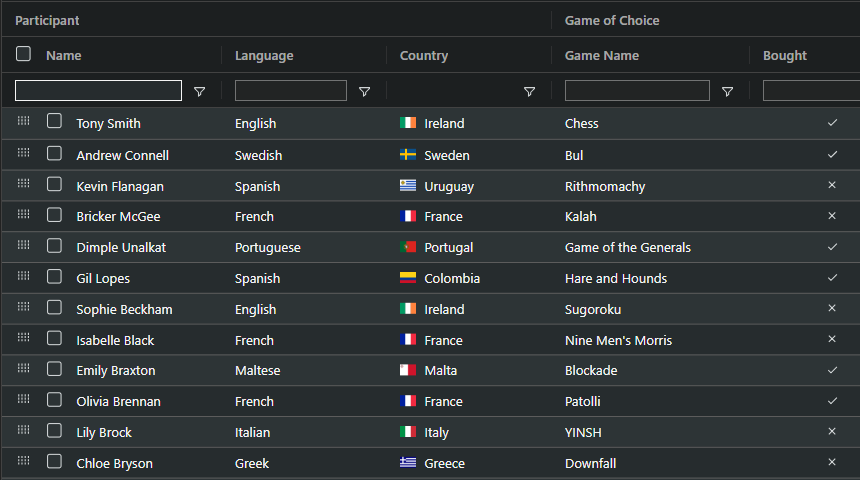 Participant Game of Choice
Name Language Country Game Name Bought
Tony Smith English Ireland Chess
Andrew Connell Swedish Sweden Bul
Kevin Flanagan Spanish Uruguay Rithmomachy
Bricker McGee French France Kalah
Dimple Unalkat Portuguese Portugal Game of the Generals
Gil Lopes Spanish Colombia Hare and Hounds
Sophie Beckham English Ireland Sugoroku
Isabelle Black French France Nine Men's Morris
Emily Braxton Maltese Malta Blockade
Olivia Brennan French France Patolli
Lily Brock Italian Italy YINSH
Chloe Bryson Greek Greece Downfall